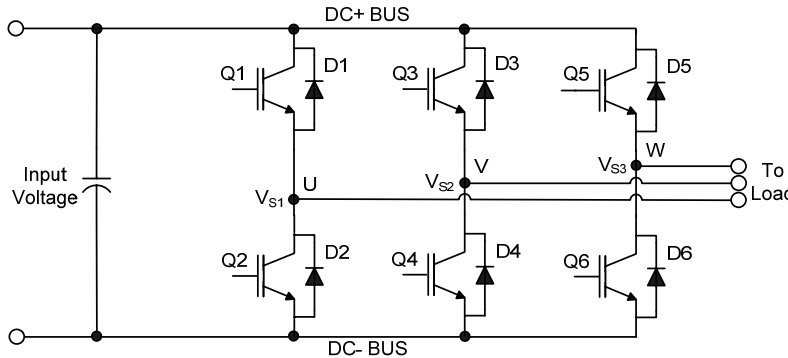 DC+ BUS
Q1
D1
Q3
D3
Q5
D5
Input
Voltage
VS1
U
VS2
V
VS3
W
To
Load
Q2
D2
Q4
D4
Q6
D6
DC- BUS